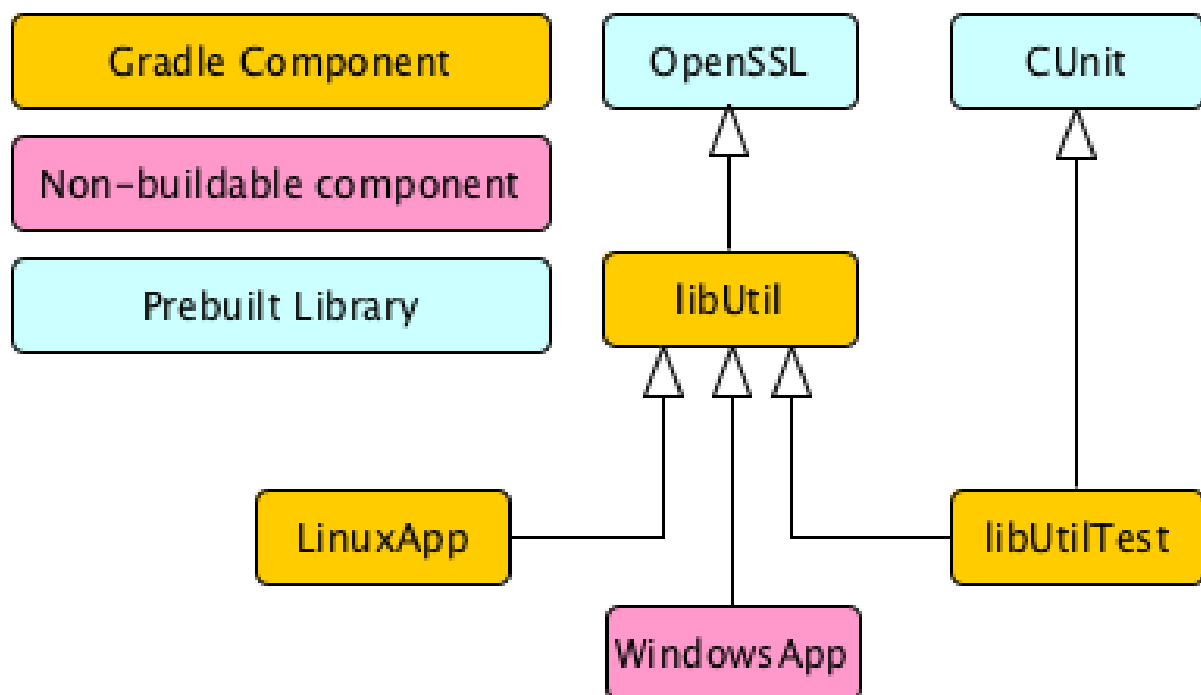 Gradle Component
OpenSSL
CUnit
Non-buildable component
Prebuilt Library
libUtil
LinuxApp
libUtilTest
WindowsApp